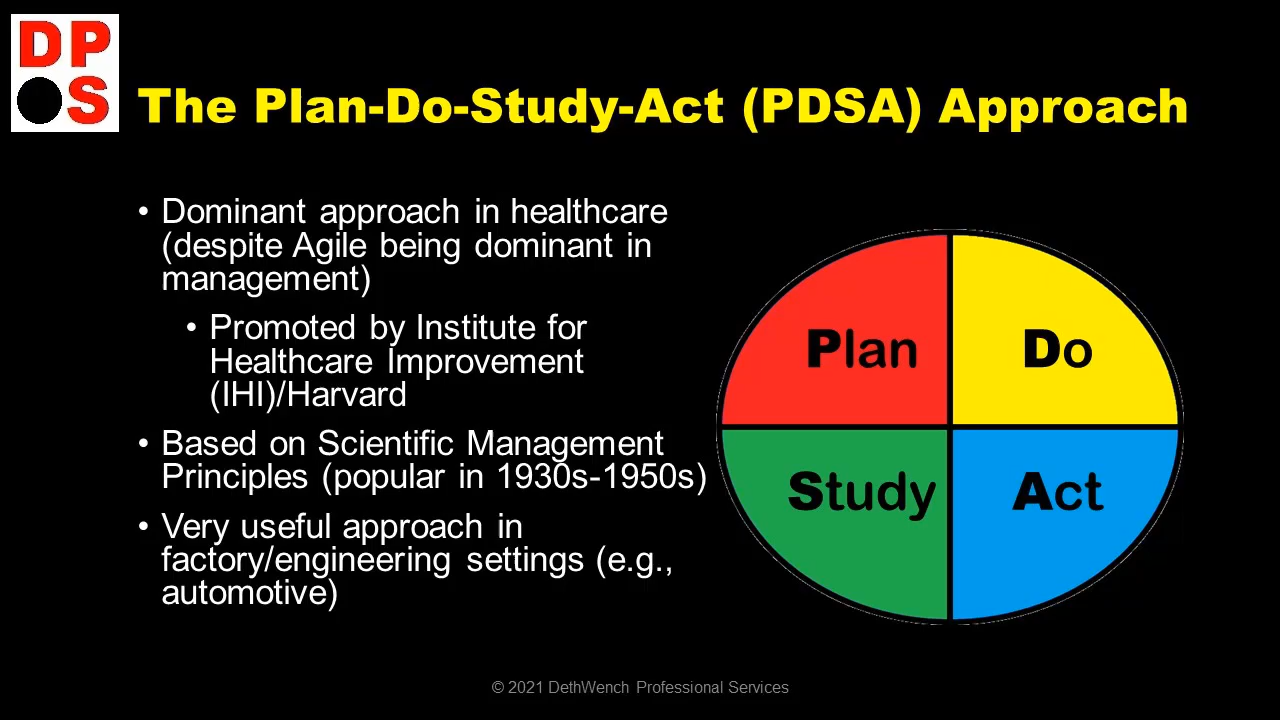 D P
S
The Plan-Do-Study-Act (PDSA) Approach
• Dominant approach in healthcare
(despite Agile being dominant in
management)
• Promoted by Institute for
Healthcare Improvement
(IHI)/Harvard
• Based on Scientific Management
Principles (popular in 1930s-1950s)
• Very useful approach in
factory/engineering settings (e.g.,
automotive)
Plan Do
Study Act
© 2021 DethWench Professional Services